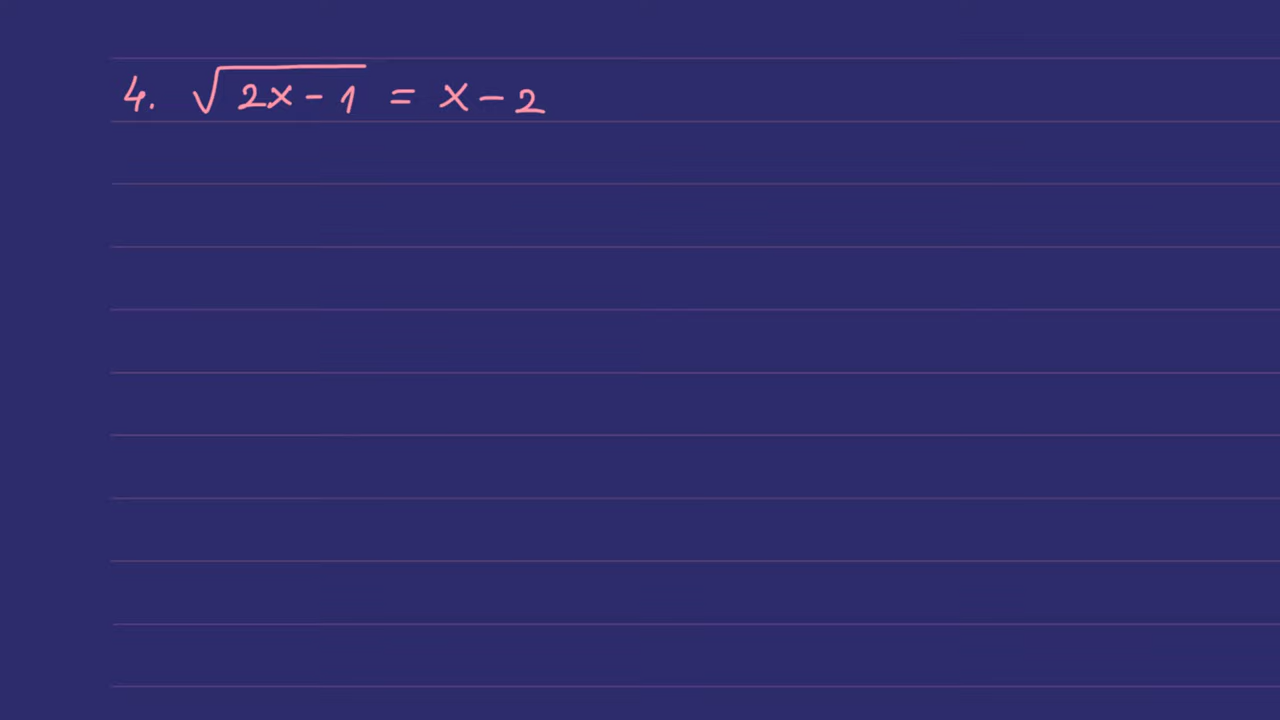 4. √(2x - 1) = x - 2